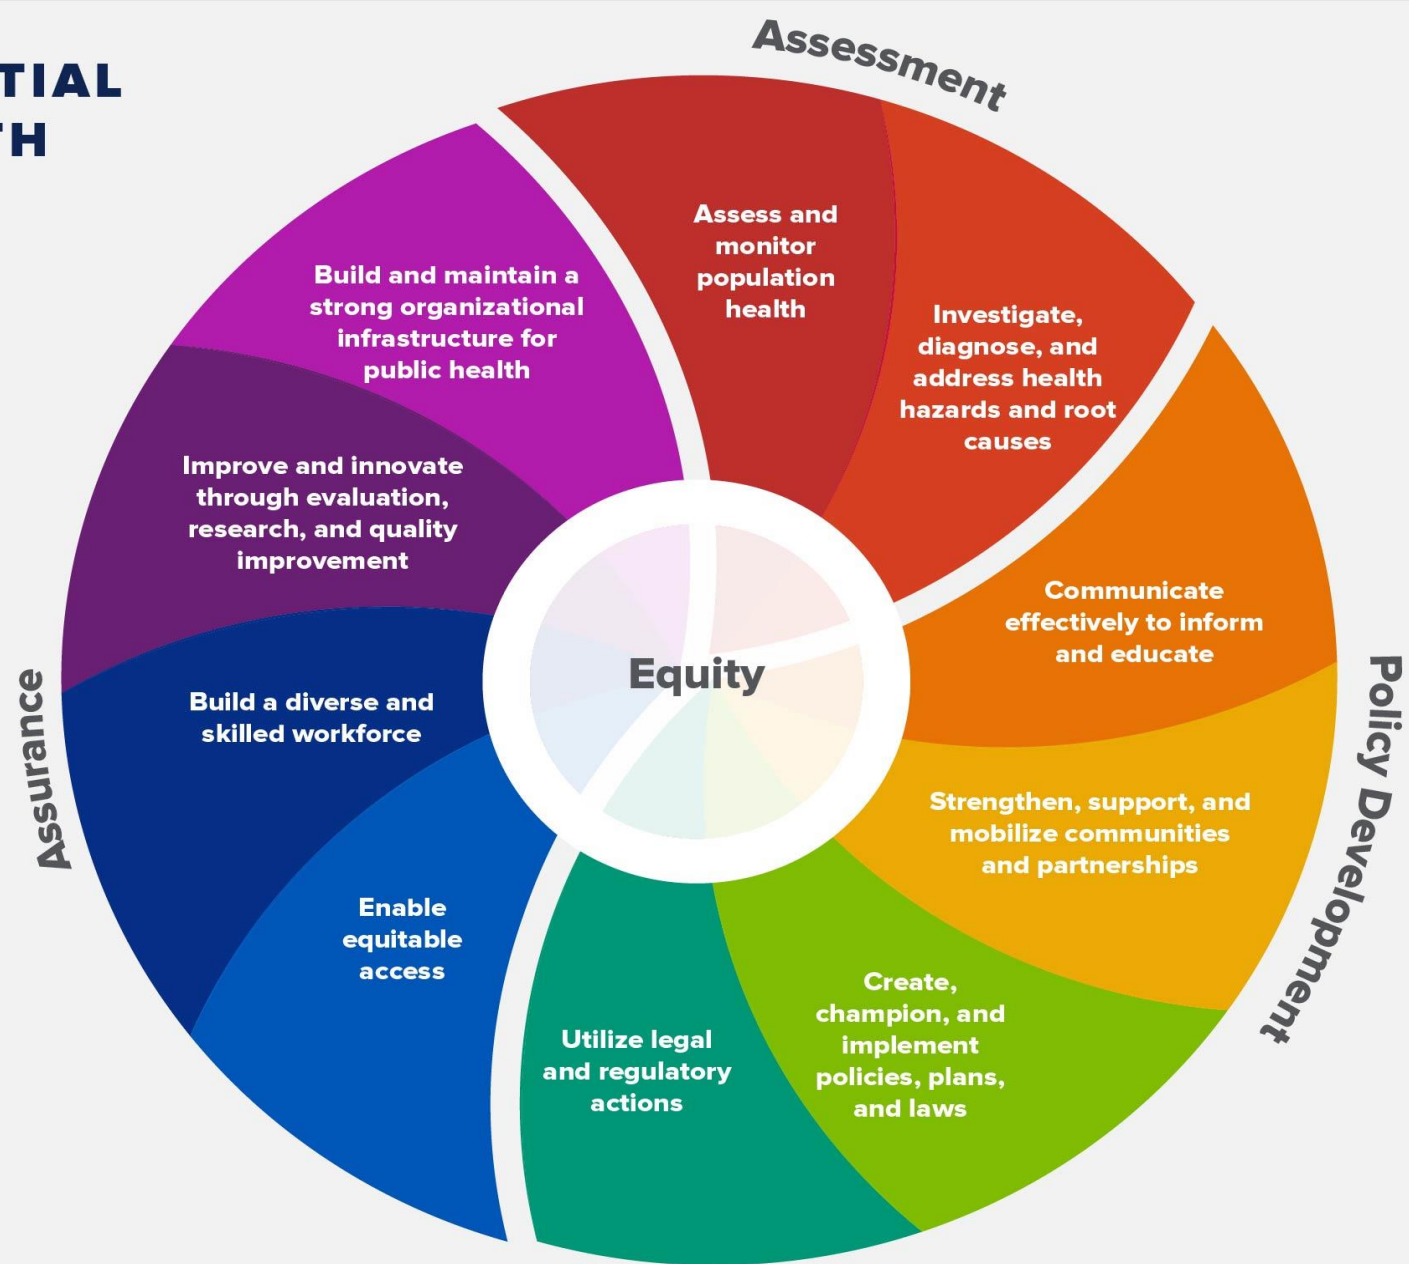 TIAL
TH
Assessment
Assess and
monitor
population
health
Investigate,
diagnose, and
address health
hazards and root
causes
Communicate
effectively to inform
and educate
Strengthen, support, and
mobilize communities
and partnerships
Policy Development
Create,
champion, and
implement
policies, plans,
and laws
Utilize legal
and regulatory
actions
Enable
equitable
access
Build a diverse and
skilled workforce
Assurance
Improve and innovate
through evaluation,
research, and quality
improvement
Build and maintain a
strong organizational
infrastructure for
public health
Equity